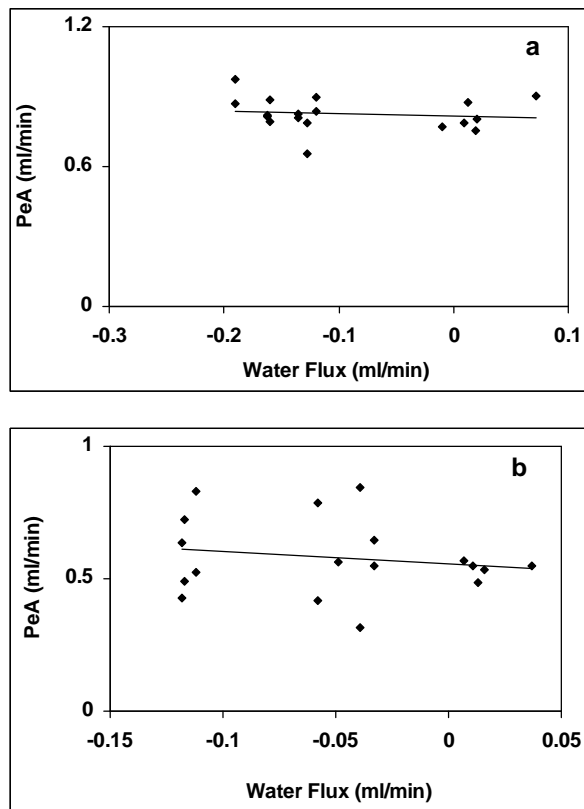 a
1.2
0.6
0
PeA (ml/min)
-0.3 -0.2 -0.1 0 0.1
Water Flux (ml/min)
b
1
0.5
0
PeA (ml/min)
-0.15 -0.1 -0.05 0 0.05
Water Flux (ml/min)